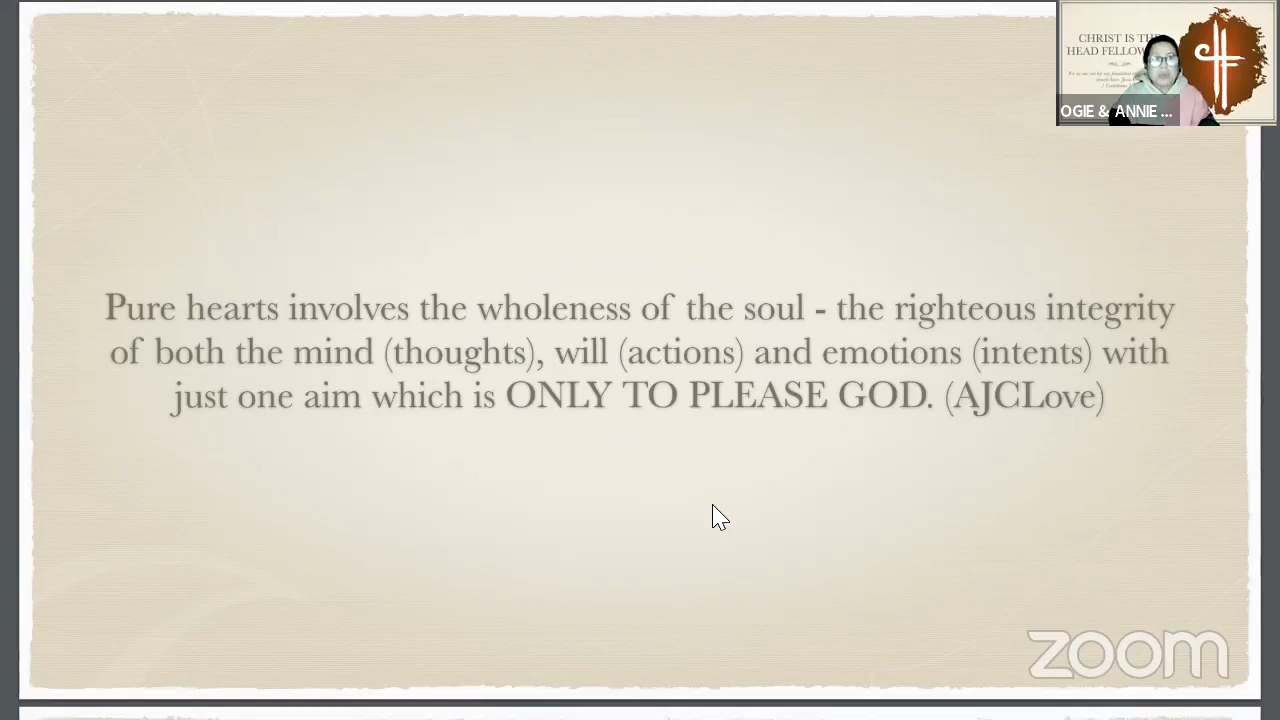 CHRIST IS TH
HEAD FELLOW
OGIE & ANNIE ...
Pure hearts involves the wholeness of the soul - the righteous integrity
of both the mind (thoughts), will (actions) and emotions (intents) with
just one aim which is ONLY TO PLEASE GOD. (AJCLove)
zoom